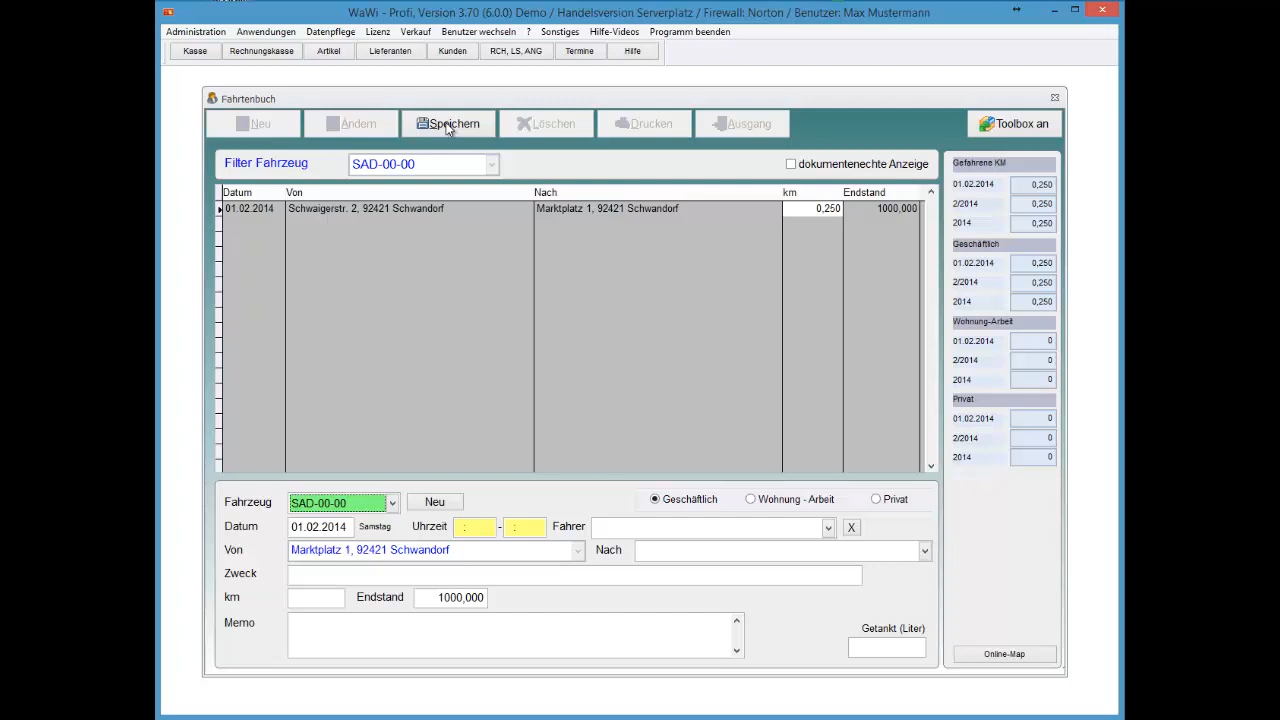 WaWi - Profi, Version 3.70 (6.0.0) Demo / Handelsversion Serverplatz / Firewall: Norton / Benutzer: Max Mustermann
Administration Anwendungen Datenpflege Lizenz Verkauf Benutzer wechseln ? Sonstiges Hilfe-Videos Programm beenden
Kasse Rechnungskasse Artikel Lieferanten Kunden RCH, LS, ANG Termine Hilfe
Fahrtenbuch
Neu Ändern Speichern Löschen Drucken Ausgang Toolbox an
Filter Fahrzeug SAD-00-00 dokumentenechte Anzeige
Datum Von Nach km Endstand
01.02.2014 Schwaigerstr. 2, 92421 Schwandorf Marktplatz 1, 92421 Schwandorf 0,250 1000,000
Gefahrene KM
01.02.2014 0,250
2/2014 0,250
2014 0,250
Geschäftlich
01.02.2014 0,250
2/2014 0,250
2014 0,250
Wohnung-Arbeit
01.02.2014 0
2/2014 0
2014 0
Privat
01.02.2014 0
2/2014 0
2014 0
Fahrzeug SAD-00-00 Neu Geschäftlich Wohnung - Arbeit Privat
Datum 01.02.2014 Samstag Uhrzeit : - : Fahrer X
Von Marktplatz 1, 92421 Schwandorf Nach
Zweck
km Endstand 1000,000
Memo Getankt (Liter)
Online-Map